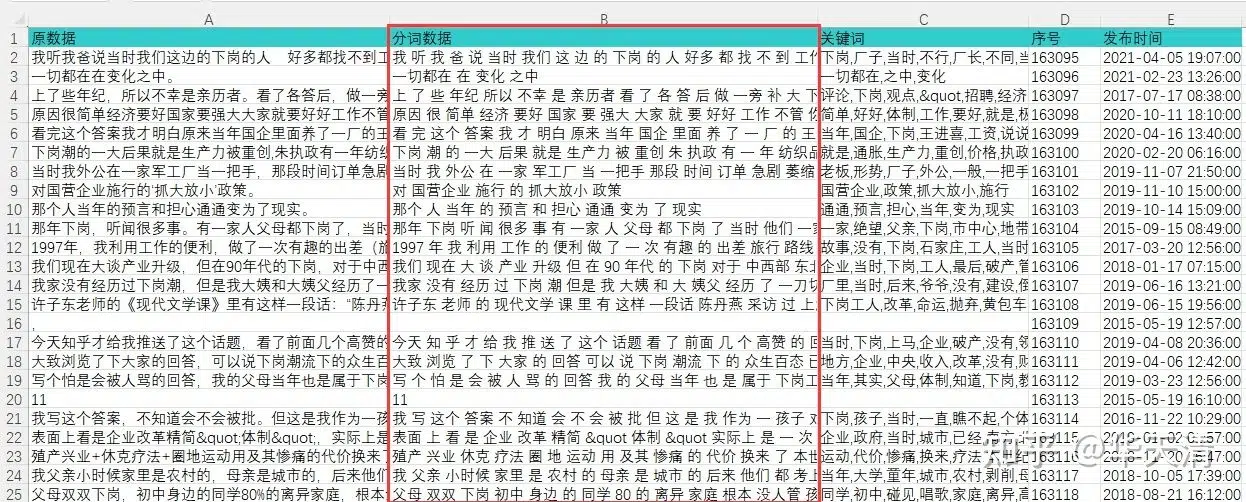 A B C D E
1 原数据 分词数据 关键词 序号 发布时间
2 我听我爸说当时我们这边的下岗的人 好多都找不到工 我 听 我 爸 说 当时 我们 这 边 的 下岗 的 人 好多 都 找 不 到 工作 下岗,厂子,当时,不行,厂长,不同,当 163095 2021-04-05 19:07:00
3 一切都在在变化之中。 一切都在 在 变化 之中 一切都在,之中,变化 163096 2021-02-23 13:26:00
4 上了些年纪，所以不幸是亲历者。看了各答后，做一旁 上 了 些 年纪 所以 不幸 是 亲历者 看 了 各 答 后 做 一旁 补 大 下 评论,下岗,观点,&quot,招聘,经济 163097 2017-07-17 08:38:00
5 原因很简单经济要好国家要强大大家就要好好工作不管 原因 很 简单 经济 要好 国家 要 强大 大家 就 要 好好 工作 不管 简单,好好,体制,工作,要好,就是,极 163098 2020-10-11 18:10:00
6 看完这个答案我才明白原来当年国企里面养了一厂的王 看 完 这个 答案 我 才 明白 原来 当年 国企 里面 养 了 一 厂 的 王 当年,国企,下岗,王进喜,工资,说说 163099 2020-04-16 13:40:00
7 下岗潮的一大后果就是生产力被重创,朱执政有一年纺织 下岗 潮 的 一大 后果 就是 生产力 被 重创 朱 执政 有 一 年 纺织品 就是,通胀,生产力,重创,价格,执政 163100 2020-02-20 06:16:00
8 当时我外公在一家军工厂当一把手，那段时间订单急剧 当时 我 外公 在 一家 军工厂 当 一把手 那段 时间 订单 急剧 萎缩 老板,形势,厂子,外公,一般,一把手 163101 2019-11-07 21:50:00
9 对国营企业施行的‘抓大放小’政策。 对 国营企业 施行 的 抓大放小 政策 国营企业,政策,抓大放小,施行 163102 2019-11-10 15:00:00
10 那个人当年的预言和担心通通变为了现实。 那个 人 当年 的 预言 和 担心 通通 变为 了 现实 通通,预言,担心,当年,变为,现实 163103 2019-10-14 15:09:00
11 那年下岗，听闻很多事。有一家人父母都下岗了，当时 那年 下岗 听闻 很多 事 有 一家 人 父母 都 下岗 了 当时 他们 一家 一家,绝望,父亲,下岗,市中心,地带 163104 2015-09-15 08:49:00
12 1997年，我利用工作的便利，做了一次有趣的出差（旅 1997 年 我 利用 工作 的 便利 做 了 一次 有趣 的 出差 旅行 路线 故事,没有,下岗,石家庄,工人,当时 163105 2017-03-20 12:56:00
13 我们现在大谈产业升级，但在90年代的下岗，对于中西 我们 现在 大谈 产业 升级 但 在 90 年代 的 下岗 对于 中西部 东北 企业,当时,下岗,工人,最后,破产,管 163106 2018-01-17 07:15:00
14 我家没有经历过下岗潮，但是我大姨和大姨父经历了一 我家 没有 经历 过 下岗 潮 但是 我 大姨 和 大 姨父 经历 了 一 厂里,当时,后来,爷爷,没有,建设,倒 163107 2019-06-16 13:21:00
15 许子东老师的《现代文学课》里有这样一段话：“陈丹燕 许子东 老师 的 现代 文学 课 里 有 这样 一段话 陈丹燕 采访 过 上 下岗工人,改革,命运,抛弃,黄包车 163108 2015-06-15 19:56:00
16 , 163109 2015-05-19 12:57:00
17 今天知乎才给我推送了这个话题，看了前面几个高赞的 今天 知 乎 才 给 我 推送 了 这个 话题 看了 前面 几个 高赞 的 回 当时,下岗,上马,企业,破产,没有,领 163110 2019-04-08 20:36:00
18 大致浏览了下大家的回答，可以说下岗潮流下的众生百 大致 浏览 了 下 大家 的 回答 可以 说 下岗 潮流 下 的 众生 百态 已 地方,企业,中央,收入,改革,没有,财 163111 2019-04-06 12:42:00
19 写个怕是会被人骂的回答，我的父母当年也是属于下岗 写 个 怕 是 会 被 人 骂 的 回答 我 的 父母 当年 也 是 属于 下岗工 当年,其实,父母,体制,知道,下岗,教 163112 2019-03-23 12:56:00
20 11 11 163113 2015-05-19 16:10:00
21 我写这个答案，不知道会不会被批。但这是我作为一孩 我 写 这个 答案 不 知道 会 不 会 被 批 但 这 是 我 作为 一 孩子 对 下岗,孩子,当时,一直,瞧不起,个体 163114 2016-11-22 10:29:00
22 表面上看是企业改革精简&quot;体制&quot;，实际上是 表面 上 看 是 企业 改革 精简 &quot 体制 &quot 实际上 是 一 次 企业,政府,当时,城市,已经
23 殖产兴业+休克疗法+圈地运动用及其惨痛的代价换来了 殖产 兴业 休克 疗法 圈地 运动 用 及其 惨痛 的 代价 换来 了 本 运动,代价,惨痛,换来,疗法
24 我父亲小时候家里是农村的，母亲是城市的，后来他们 我 父亲 小时候 家里 是 农村 的 母亲 是 城市 的 后来 他们 都 考上 当年,大学,童年,城市,农村,剥削,母 163117 2018-10-05 17:39:00
25 父母双双下岗，初中身边的同学80%的离异家庭，根本 父母 双双 下岗 初中 身边 的 同学 80 的 离异 家庭 根本 没人管 孩 同学,初中,碰见,唱歌,家庭,离异,高 163118 2018-08-21 16:12:00